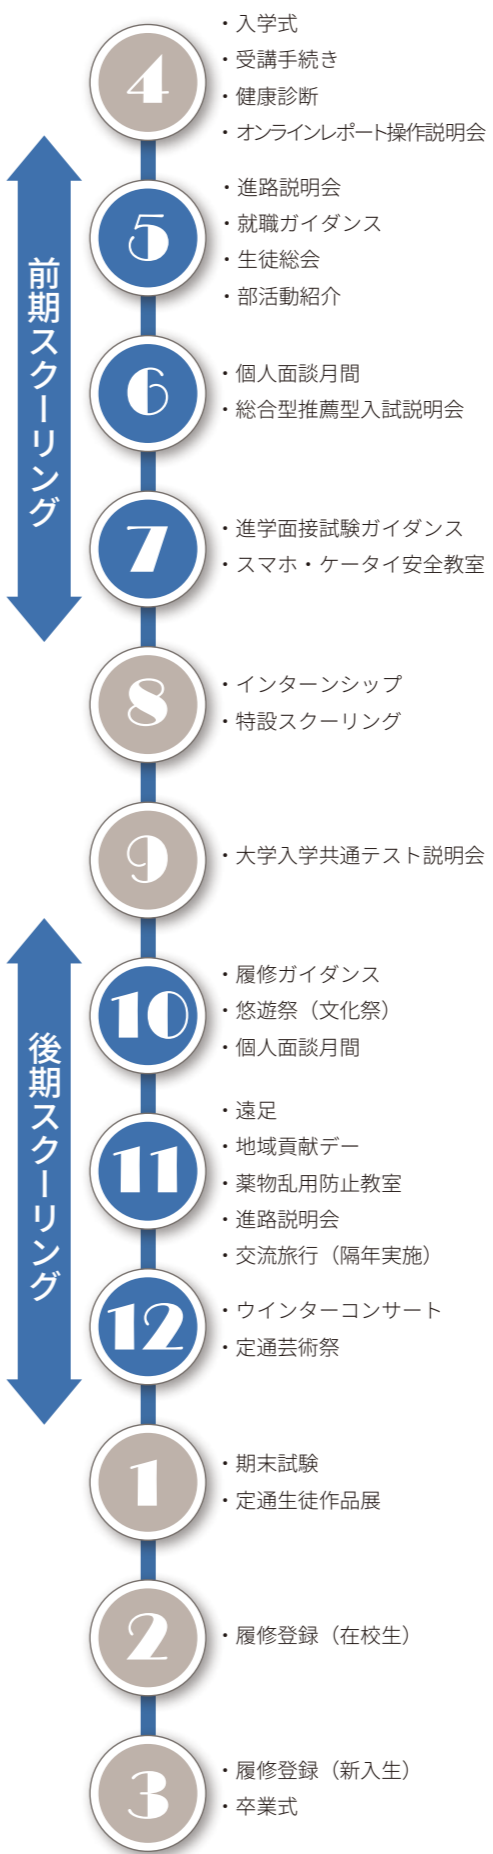 4
・入学式
・受講手続き
・健康診断
・オンラインレポート操作説明会
前期スクーリング
5
・進路説明会
・就職ガイダンス
・生徒総会
・部活動紹介
6
・個人面談月間
・総合型推薦型入試説明会
7
・進学面接試験ガイダンス
・スマホ・ケータイ安全教室
8
・インターンシップ
・特設スクーリング
9
・大学入学共通テスト説明会
後期スクーリング
10
・履修ガイダンス
・悠遊祭（文化祭）
・個人面談月間
11
・遠足
・地域貢献デー
・薬物乱用防止教室
・進路説明会
・交流旅行（隔年実施）
12
・ウインターコンサート
・定通芸術祭
1
・期末試験
・定通生徒作品展
2
・履修登録（在校生）
3
・履修登録（新入生）
・卒業式